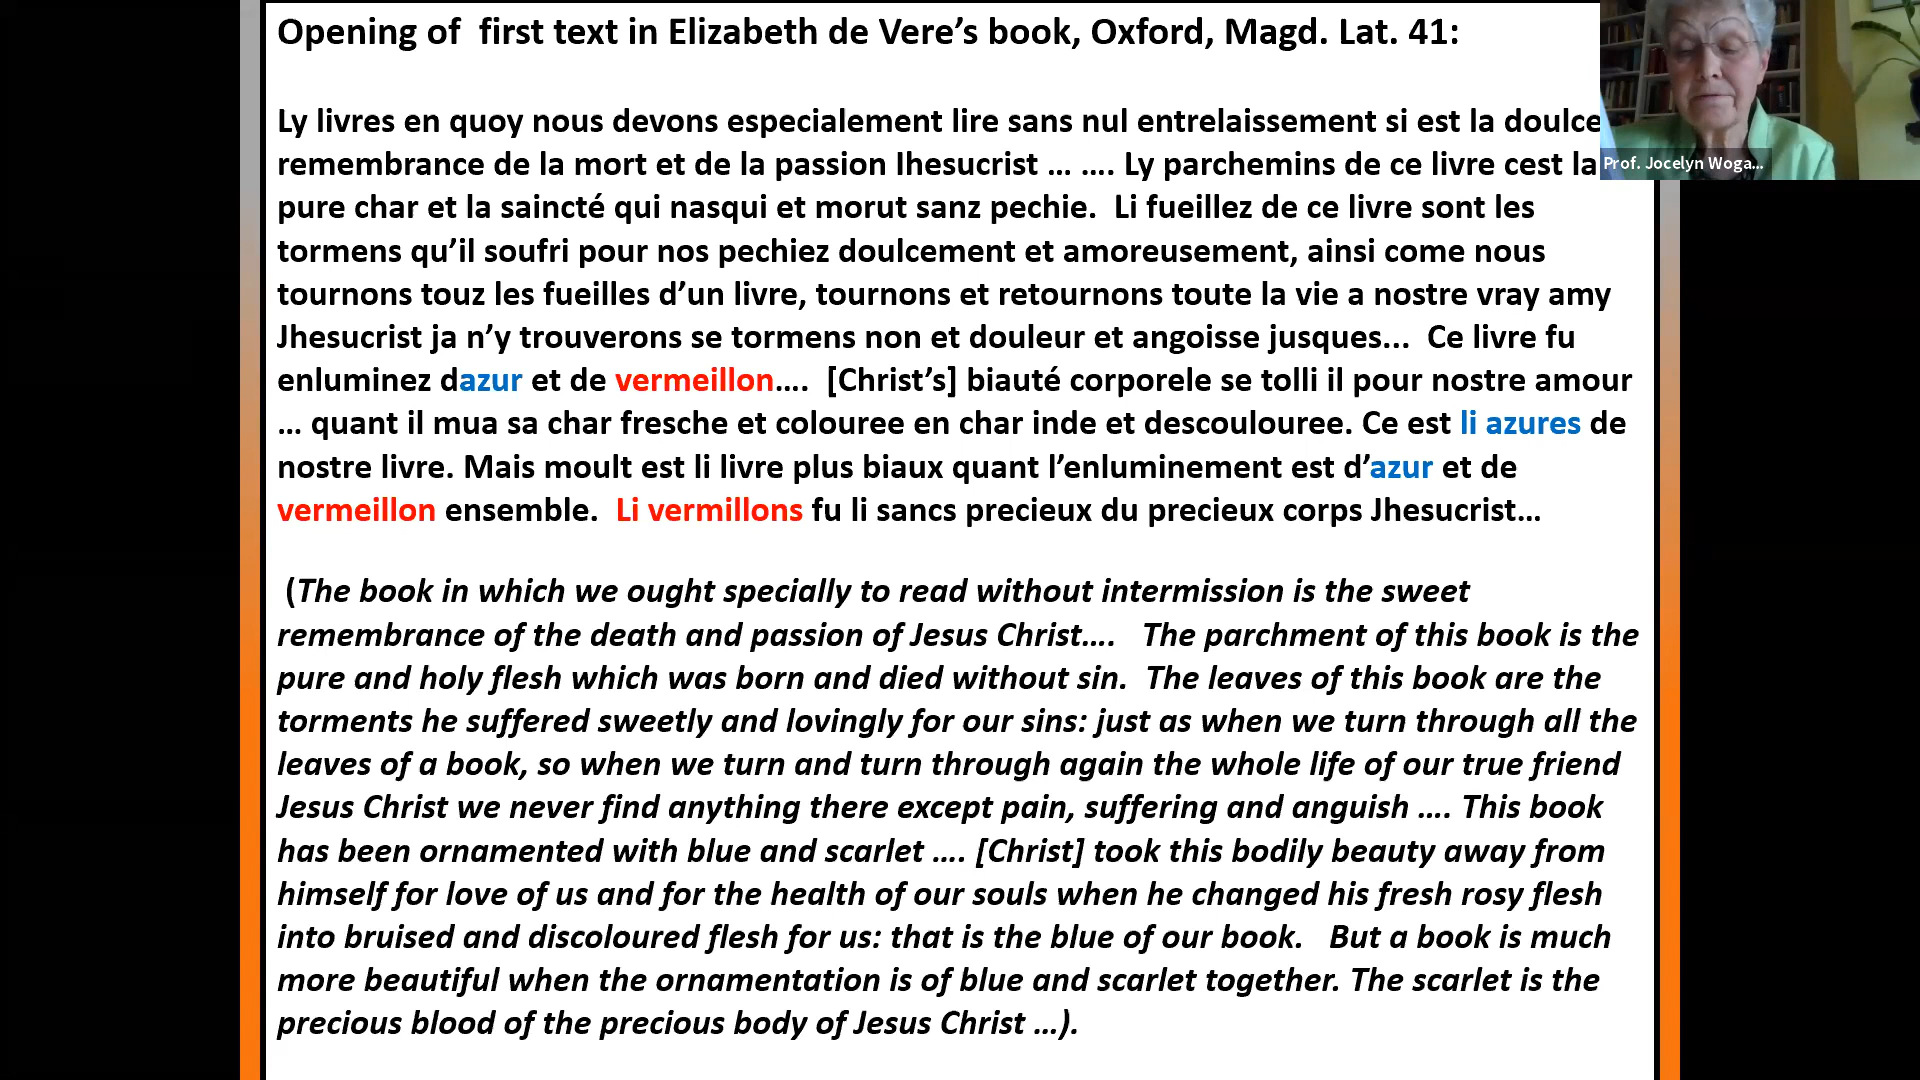 Opening of first text in Elizabeth de Vere’s book, Oxford, Magd. Lat. 41:
Ly livres en quoy nous devons especialement lire sans nul entrelaissement si est la doulce
remembrance de la mort et de la passion Ihesucrist … …. Ly parchemins de ce livre cest la
Prof. Jocelyn Woga...
pure char et la saincté qui nasqui et morut sanz pechie. Li fueillez de ce livre sont les
tormens qu’il soufri pour nos pechiez doulcement et amoreusement, ainsi come nous
tournons touz les fueilles d’un livre, tournons et retournons toute la vie a nostre vray amy
Jhesucrist ja n’y trouverons se tormens non et douleur et angoisse jusques... Ce livre fu
enluminez dazur et de vermeillon…. [Christ’s] biauté corporele se tolli il pour nostre amour
… quant il mua sa char fresche et colouree en char inde et descoulouree. Ce est li azures de
nostre livre. Mais moult est li livre plus biaux quant l’enluminement est d’azur et de
vermeillon ensemble. Li vermillons fu li sancs precieux du precieux corps Jhesucrist…
(The book in which we ought specially to read without intermission is the sweet
remembrance of the death and passion of Jesus Christ…. The parchment of this book is the
pure and holy flesh which was born and died without sin. The leaves of this book are the
torments he suffered sweetly and lovingly for our sins: just as when we turn through all the
leaves of a book, so when we turn and turn through again the whole life of our true friend
Jesus Christ we never find anything there except pain, suffering and anguish …. This book
has been ornamented with blue and scarlet …. [Christ] took this bodily beauty away from
himself for love of us and for the health of our souls when he changed his fresh rosy flesh
into bruised and discoloured flesh for us: that is the blue of our book. But a book is much
more beautiful when the ornamentation is of blue and scarlet together. The scarlet is the
precious blood of the precious body of Jesus Christ …).